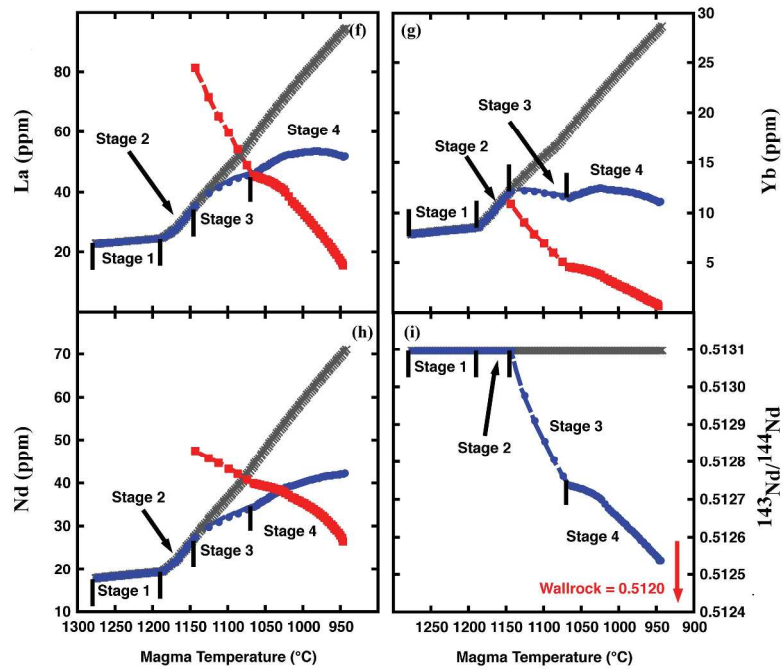 (f)
La (ppm)
80
60
40
20
Stage 1
Stage 2
Stage 3
Stage 4
(g)
Yb (ppm)
30
25
20
15
10
5
Stage 1
Stage 2
Stage 3
Stage 4
(h)
Nd (ppm)
70
60
50
40
30
20
10
Stage 1
Stage 2
Stage 3
Stage 4
1300 1250 1200 1150 1100 1050 1000 950
Magma Temperature (°C)
(i)
143Nd/144Nd
0.5131
0.5130
0.5129
0.5128
0.5127
0.5126
0.5125
0.5124
Stage 1
Stage 2
Stage 3
Stage 4
Wallrock = 0.5120
1250 1200 1150 1100 1050 1000 950 900
Magma Temperature (°C)